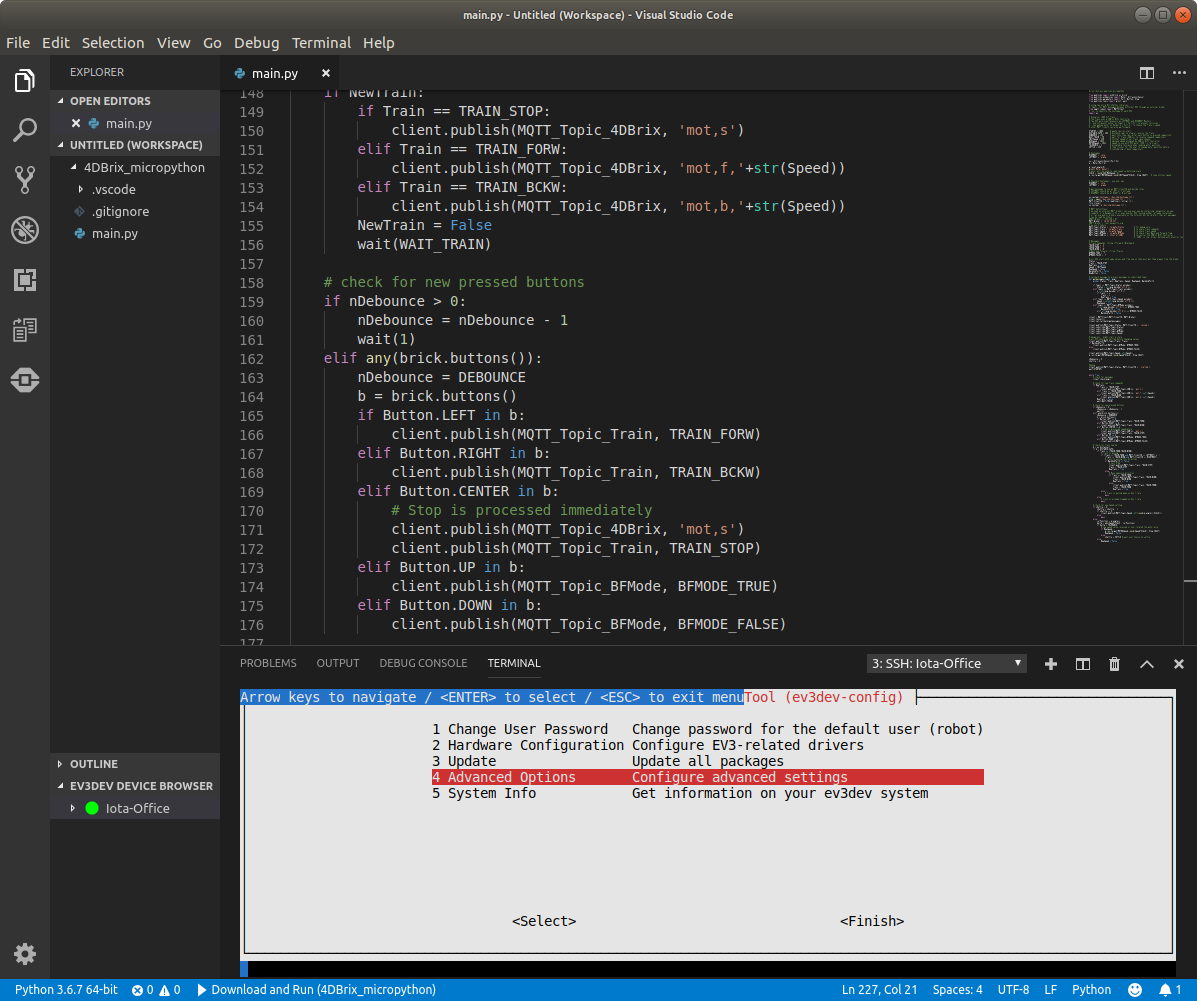 main.py - Untitled (Workspace) - Visual Studio Code
File Edit Selection View Go Debug Terminal Help
EXPLORER
OPEN EDITORS
main.py
UNTITLED (WORKSPACE)
4DBrix_micropython
.vscode
.gitignore
main.py
OUTLINE
EV3DEV DEVICE BROWSER
Iota-Office
main.py
148 if NewTrain:
149 if Train == TRAIN_STOP:
150 client.publish(MQTT_Topic_4DBrix, 'mot,s')
151 elif Train == TRAIN_FORW:
152 client.publish(MQTT_Topic_4DBrix, 'mot,f,'+str(Speed))
153 elif Train == TRAIN_BCKW:
154 client.publish(MQTT_Topic_4DBrix, 'mot,b,'+str(Speed))
155 NewTrain = False
156 wait(WAIT_TRAIN)
157
158 # check for new pressed buttons
159 if nDebounce > 0:
160 nDebounce = nDebounce - 1
161 wait(1)
162 elif any(brick.buttons()):
163 nDebounce = DEBOUNCE
164 b = brick.buttons()
165 if Button.LEFT in b:
166 client.publish(MQTT_Topic_Train, TRAIN_FORW)
167 elif Button.RIGHT in b:
168 client.publish(MQTT_Topic_Train, TRAIN_BCKW)
169 elif Button.CENTER in b:
170 # Stop is processed immediately
171 client.publish(MQTT_Topic_4DBrix, 'mot,s')
172 client.publish(MQTT_Topic_Train, TRAIN_STOP)
173 elif Button.UP in b:
174 client.publish(MQTT_Topic_BFMode, BFMODE_TRUE)
175 elif Button.DOWN in b:
176 client.publish(MQTT_Topic_BFMode, BFMODE_FALSE)
177
PROBLEMS OUTPUT DEBUG CONSOLE TERMINAL 3: SSH: Iota-Office
Arrow keys to navigate / <ENTER> to select / <ESC> to exit menuTool (ev3dev-config)
1 Change User Password Change password for the default user (robot)
2 Hardware Configuration Configure EV3-related drivers
3 Update Update all packages
4 Advanced Options Configure advanced settings
5 System Info Get information on your ev3dev system
<Select> <Finish>
Python 3.6.7 64-bit 0 0 Download and Run (4DBrix_micropython) Ln 227, Col 21 Spaces: 4 UTF-8 LF Python 1